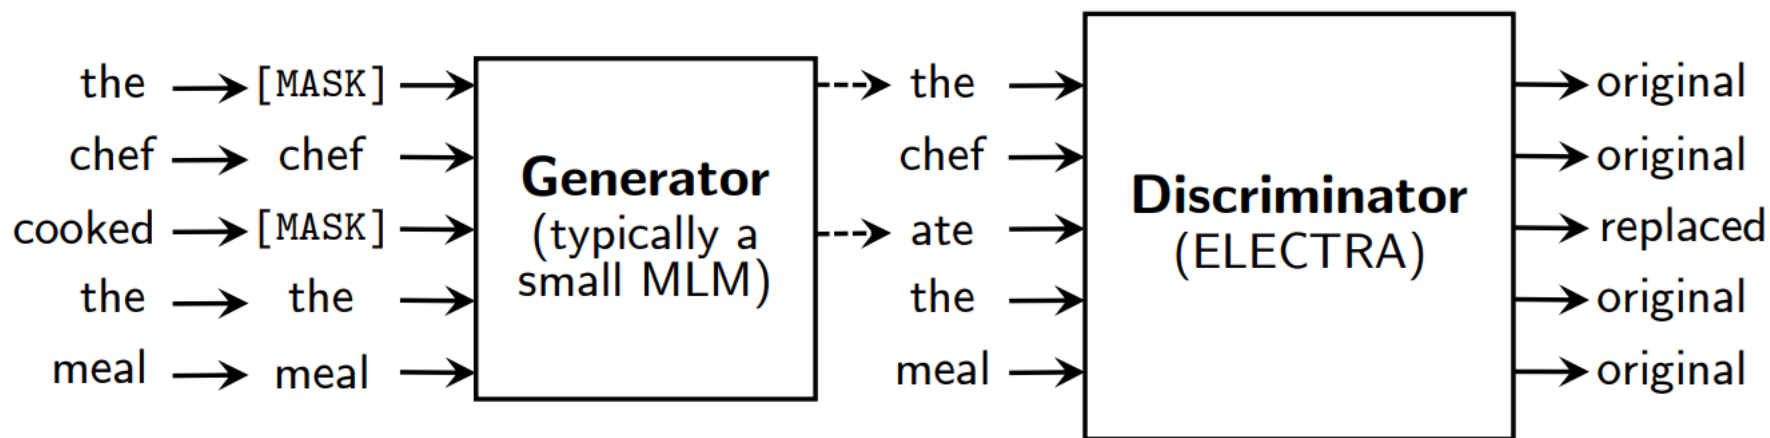 the [MASK] the original
chef chef chef original
cooked [MASK] ate replaced
the the the original
meal meal meal original
Generator
(typically a
small MLM)
Discriminator
(ELECTRA)